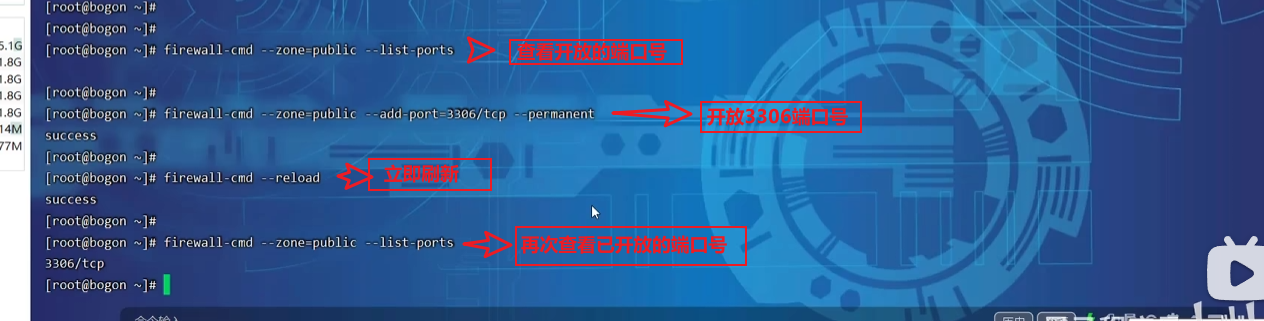 [root@bogon ~]#
5.1G
[root@bogon ~]#
1.8G
[root@bogon ~]# firewall-cmd --zone=public --list-ports 查看开放的端口号
1.8G
1.8G
[root@bogon ~]#
1.8G
[root@bogon ~]# firewall-cmd --zone=public --add-port=3306/tcp --permanent 开放3306端口号
14M
success
77M
[root@bogon ~]#
[root@bogon ~]# firewall-cmd --reload 立即刷新
success
[root@bogon ~]#
[root@bogon ~]# firewall-cmd --zone=public --list-ports 再次查看已开放的端口号
3306/tcp
[root@bogon ~]#